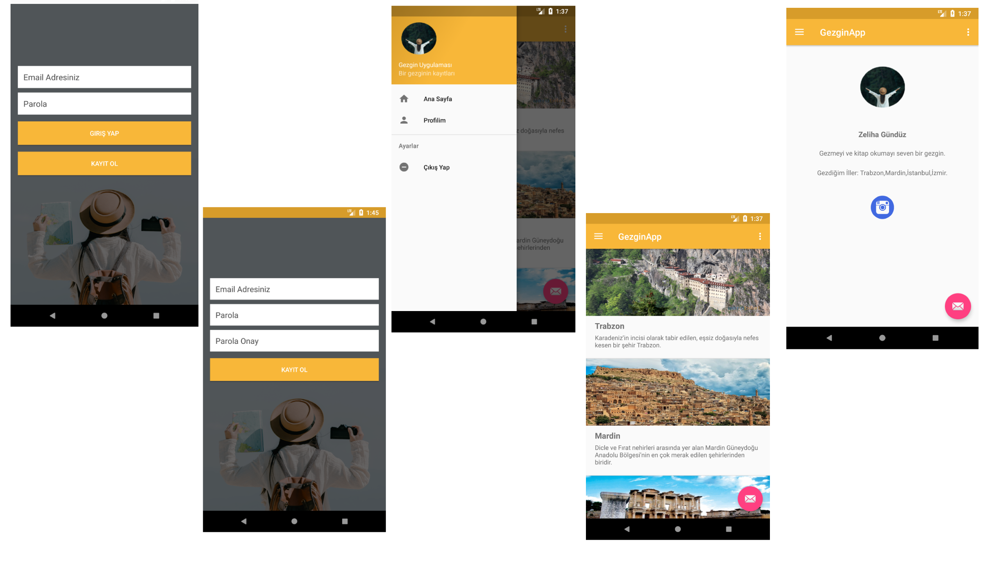 Email Adresiniz
Parola
GIRIŞ YAP
KAYIT OL
LTE 1:45
Email Adresiniz
Parola
Parola Onay
KAYIT OL
LTE 1:37
Gezgin Uygulaması
Bir gezginin kayıtları
Ana Sayfa
Profilim
Ayarlar
Çıkış Yap
doğasıyla nefes
Güneydoğu
LTE 1:37
GezginApp
Trabzon
Karadeniz'in incisi olarak tabir edilen, eşsiz doğasıyla nefes
kesen bir şehir Trabzon.
Mardin
Dicle ve Fırat nehirleri arasında yer alan Mardin Güneydoğu
Anadolu Bölgesi'nin en çok merak edilen şehirlerinden
biridir.
LTE 1:37
GezginApp
Zeliha Gündüz
Gezmeyi ve kitap okumayı seven bir gezgin.
Gezdiğim İller: Trabzon,Mardin,İstanbul,İzmir.